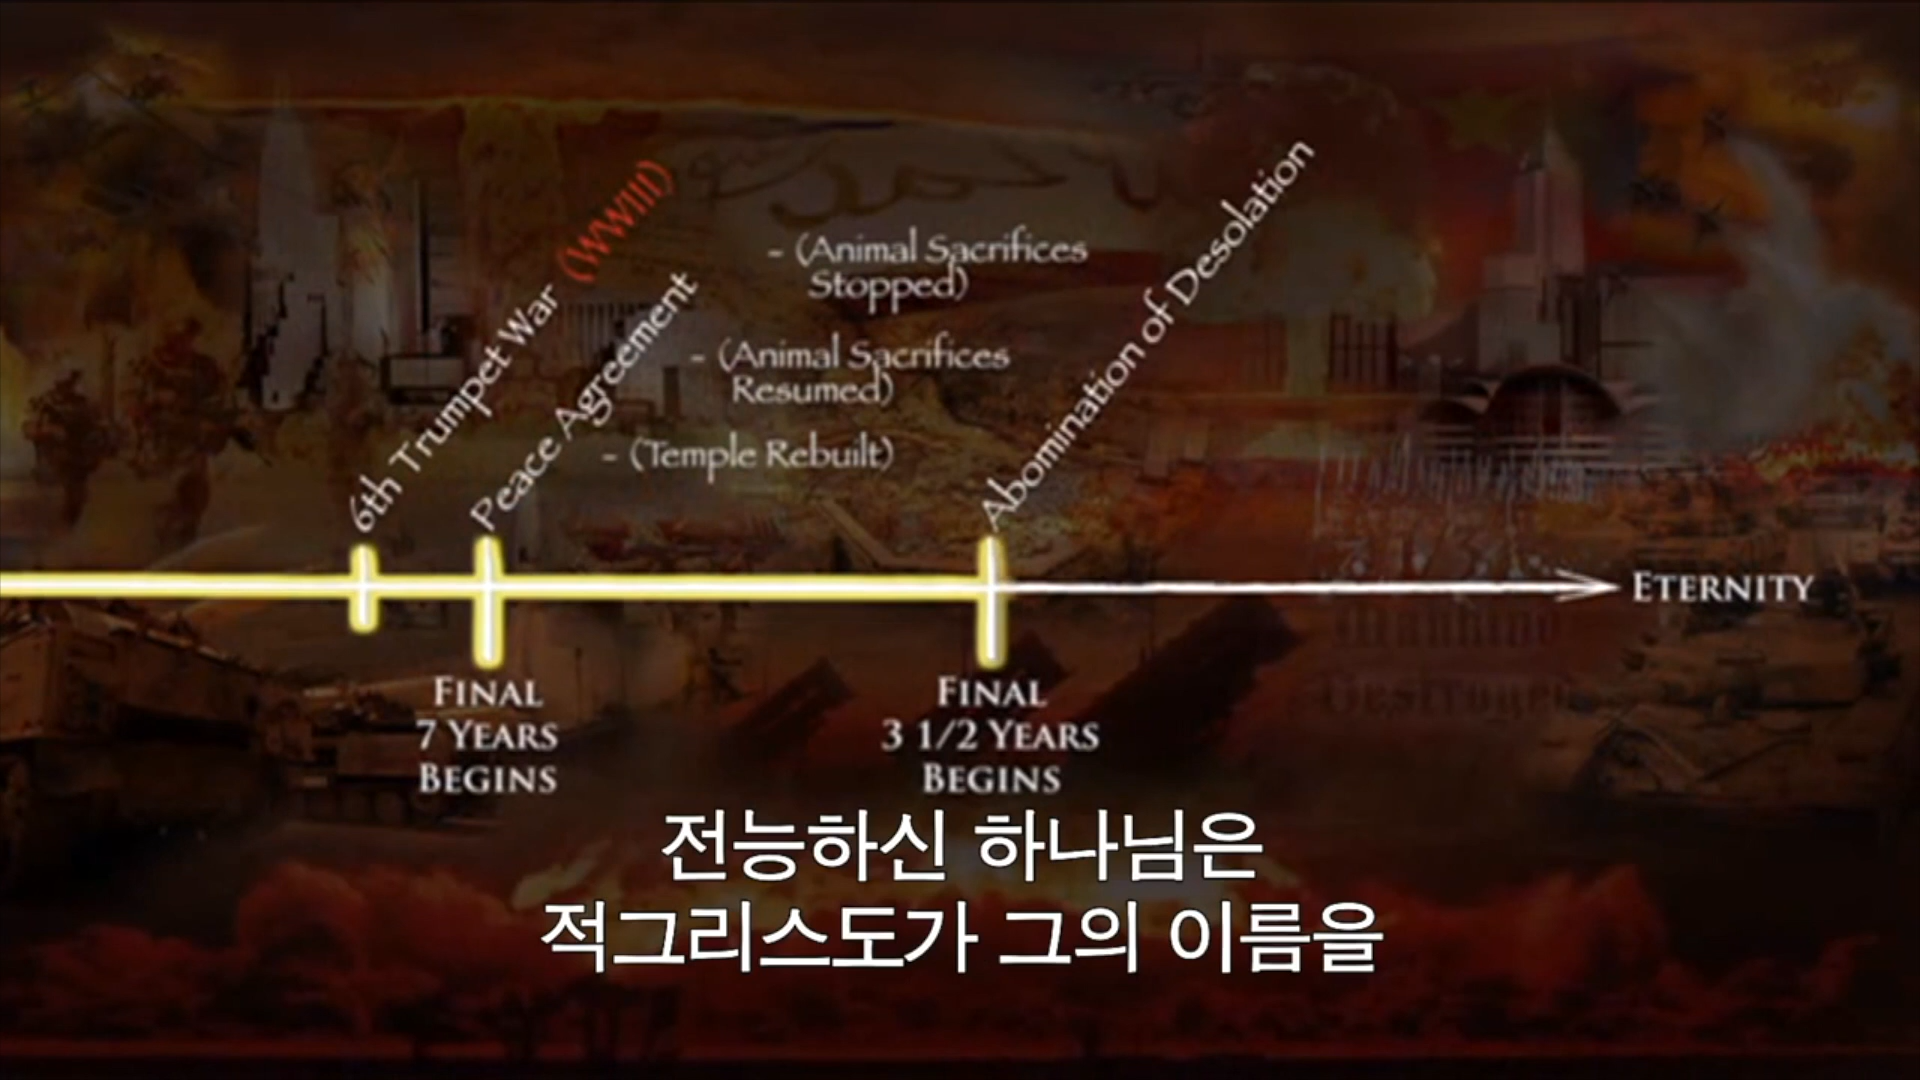 6th Trumpet War (WWIII)
Peace Agreement
- (Temple Rebuilt)
- (Animal Sacrifices
Resumed)
- (Animal Sacrifices
Stopped)
Abomination of Desolation
ETERNITY
FINAL
7 YEARS
BEGINS
FINAL
3 1/2 YEARS
BEGINS
전능하신 하나님은
적그리스도가 그의 이름을